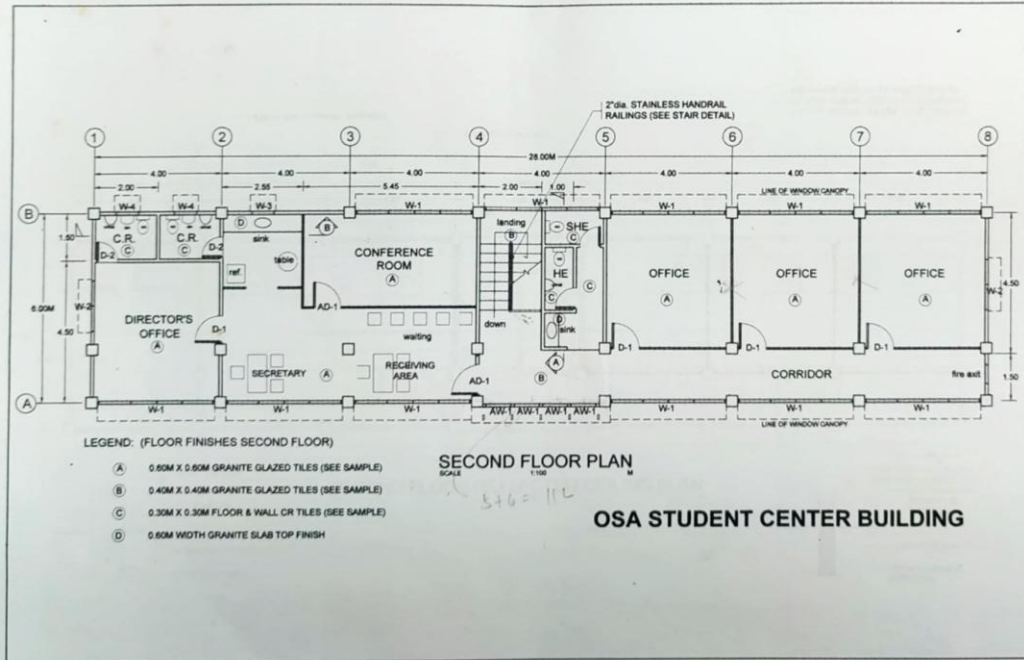 2"dia. STAINLESS HANDRAIL
RAILINGS (SEE STAIR DETAIL)
1 2 3 4 5 6 7 8
28.00M
4.00 4.00 4.00 4.00 4.00 4.00 4.00
2.00 2.55 5.45 2.00 1.00
LINE OF WINDOW CANOPY
W-4 W-4 W-3 W-1 W-1 W-1 W-1 W-1
B
1.50
C.R. C.R. D sink B landing SHE
C C B C
D-2 D-2
CONFERENCE
ROOM
A
ref. table
HE
C C
OFFICE OFFICE OFFICE
A A A
6.00M
W-2 W-2
4.50 4.50
AD-1
DIRECTOR'S
OFFICE
A
D-1
down
D
sink
waiting
D-1 D-1 D-1
SECRETARY A
RECEIVING
AREA
AD-1
A
B
CORRIDOR
fire exit
1.50
A
W-1 W-1 W-1 AW-1 AW-1 AW-1 AW-1 W-1 W-1 W-1
LINE OF WINDOW CANOPY
LEGEND: (FLOOR FINISHES SECOND FLOOR)
A 0.60M X 0.60M GRANITE GLAZED TILES (SEE SAMPLE)
B 0.40M X 0.40M GRANITE GLAZED TILES (SEE SAMPLE)
C 0.30M X 0.30M FLOOR & WALL CR TILES (SEE SAMPLE)
D 0.60M WIDTH GRANITE SLAB TOP FINISH
SECOND FLOOR PLAN
SCALE 1:100 M
OSA STUDENT CENTER BUILDING